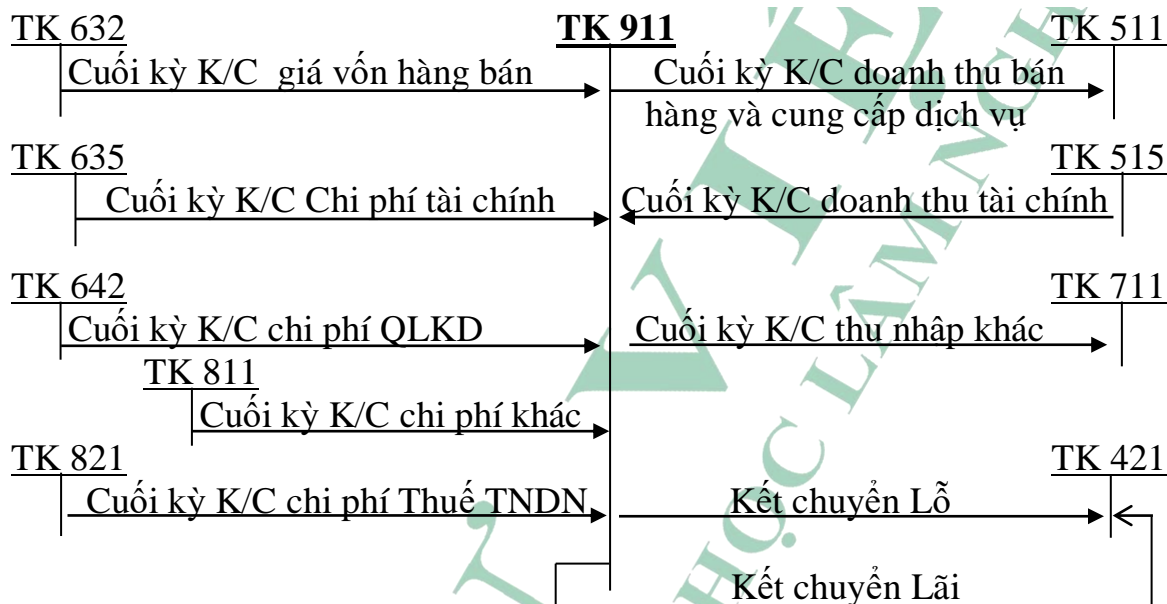 TK 632 TK 911 TK 511
Cuối kỳ K/C giá vốn hàng bán Cuối kỳ K/C doanh thu bán
hàng và cung cấp dịch vụ
TK 635 TK 515
Cuối kỳ K/C Chi phí tài chính Cuối kỳ K/C doanh thu tài chính
TK 642 TK 711
Cuối kỳ K/C chi phí QLKD Cuối kỳ K/C thu nhâp khác
TK 811
Cuối kỳ K/C chi phí khác
TK 821 TK 421
Cuối kỳ K/C chi phí Thuế TNDN Kết chuyển Lỗ
Kết chuyển Lãi